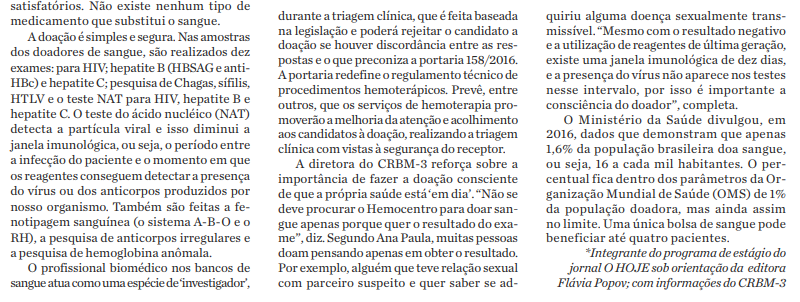 satisfatórios. Não existe nenhum tipo de
medicamento que substitui o sangue.
A doação é simples e segura. Nas amostras
dos doadores de sangue, são realizados dez
exames: para HIV; hepatite B (HBSAG e anti-
HBc) e hepatite C; pesquisa de Chagas, sífilis,
HTLV e o teste NAT para HIV, hepatite B e
hepatite C. O teste do ácido nucléico (NAT)
detecta a partícula viral e isso diminui a
janela imunológica, ou seja, o período entre
a infecção do paciente e o momento em que
os reagentes conseguem detectar a presença
do vírus ou dos anticorpos produzidos por
nosso organismo. Também são feitas a fe-
notipagem sanguínea (o sistema A-B-O e o
RH), a pesquisa de anticorpos irregulares e
a pesquisa de hemoglobina anômala.
O profissional biomédico nos bancos de
sangue atua como uma espécie de ‘investigador’,
durante a triagem clínica, que é feita baseada
na legislação e poderá rejeitar o candidato a
doação se houver discordância entre as res-
postas e o que preconiza a portaria 158/2016.
A portaria redefine o regulamento técnico de
procedimentos hemoterápicos. Prevê, entre
outros, que os serviços de hemoterapia pro-
moverão a melhoria da atenção e acolhimento
aos candidatos à doação, realizando a triagem
clínica com vistas à segurança do receptor.
A diretora do CRBM-3 reforça sobre a
importância de fazer a doação consciente
de que a própria saúde está ‘em dia’. “Não se
deve procurar o Hemocentro para doar san-
gue apenas porque quer o resultado do exa-
me”, diz. Segundo Ana Paula, muitas pessoas
doam pensando apenas em obter o resultado.
Por exemplo, alguém que teve relação sexual
com parceiro suspeito e quer saber se ad-
quiriu alguma doença sexualmente trans-
missível. “Mesmo com o resultado negativo
e a utilização de reagentes de última geração,
existe uma janela imunológica de dez dias,
e a presença do vírus não aparece nos testes
nesse intervalo, por isso é importante a
consciência do doador”, completa.
O Ministério da Saúde divulgou, em
2016, dados que demonstram que apenas
1,6% da população brasileira doa sangue,
ou seja, 16 a cada mil habitantes. O per-
centual fica dentro dos parâmetros da Or-
ganização Mundial de Saúde (OMS) de 1%
da população doadora, mas ainda assim
no limite. Uma única bolsa de sangue pode
beneficiar até quatro pacientes.
*Integrante do programa de estágio do
jornal O HOJE sob orientação da editora
Flávia Popov; com informações do CRBM-3